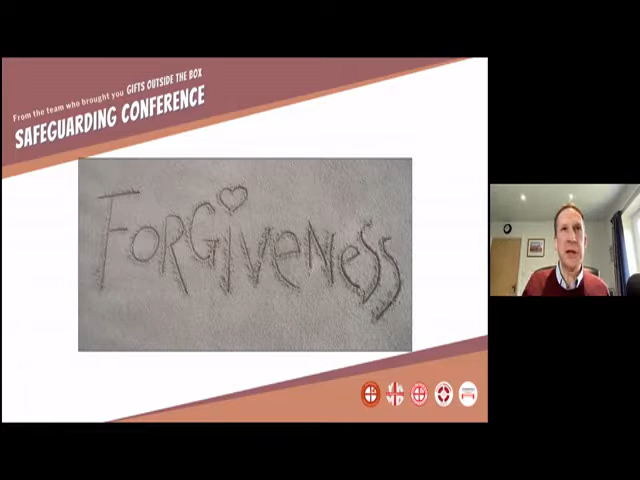 From the team who brought you GIFTS OUTSIDE THE BOX
SAFEGUARDING CONFERENCE
FORGiveNeSS